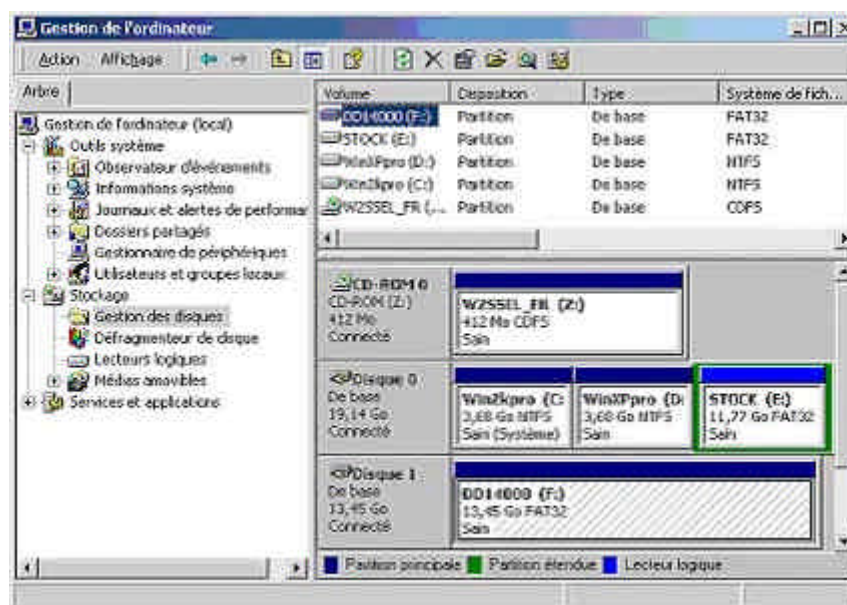 Gestion de l'ordinateur
Action Affichage
Arbre
Gestion de l'ordinateur (local)
Outils système
Observateur d'événements
Informations système
Journaux et alertes de performar
Dossiers partagés
Gestionnaire de périphériques
Utilisateurs et groupes locaux
Stockage
Gestion des disques
Défragmenteur de disque
Lecteurs logiques
Médias amovibles
Services et applications
Volume Disposition Type Système de fich...
DD14000 (F:) Partition De base FAT32
STOCK (E:) Partition De base FAT32
WinXPpro (D:) Partition De base NTFS
Win2kpro (C:) Partition De base NTFS
W2SSEL_FR (... Partition De base CDFS
CD-ROM 0
CD-ROM (Z:)
412 Mo
Connecté
W2SSEL_FR (Z:)
412 Mo CDFS
Sain
Disque 0
De base
19,14 Go
Connecté
Win2kpro (C:
3,68 Go NTFS
Sain (Système)
WinXPpro (D:
3,68 Go NTFS
Sain
STOCK (E:)
11,77 Go FAT32
Sain
Disque 1
De base
13,45 Go
Connecté
DD14000 (F:)
13,45 Go FAT32
Sain
Partition principale Partition étendue Lecteur logique